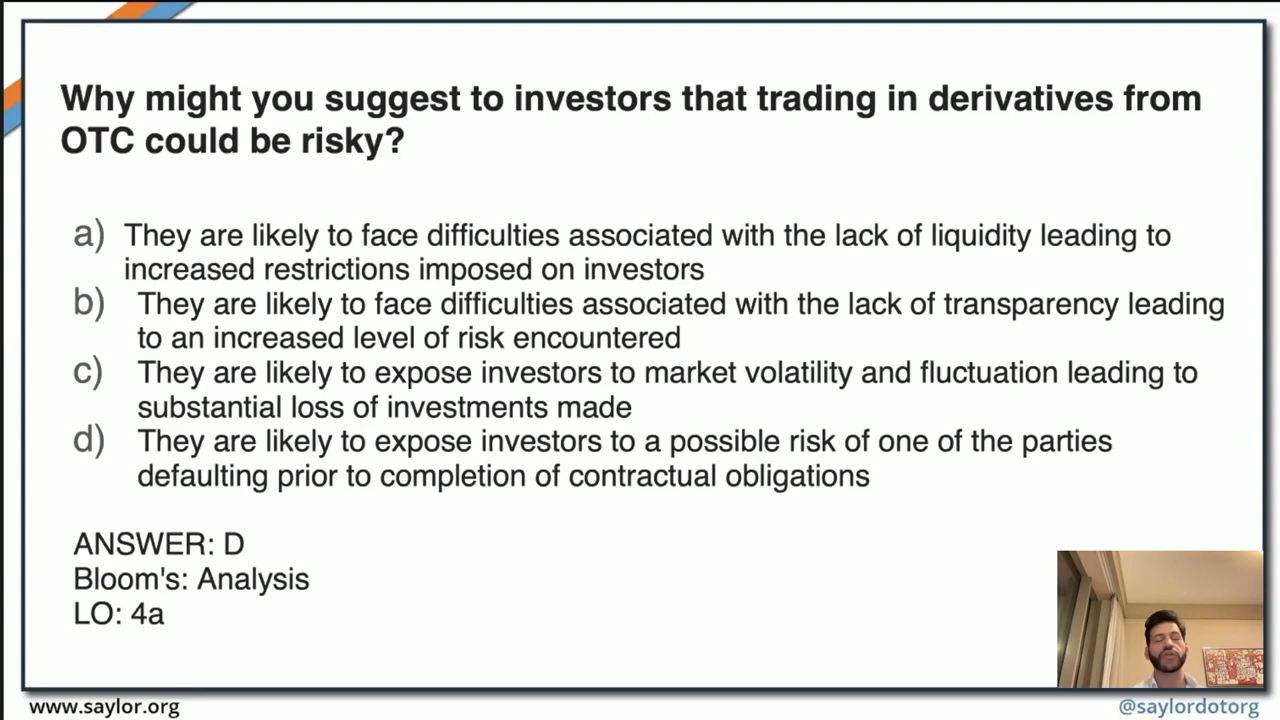 Why might you suggest to investors that trading in derivatives from
OTC could be risky?
a) They are likely to face difficulties associated with the lack of liquidity leading to
increased restrictions imposed on investors
b) They are likely to face difficulties associated with the lack of transparency leading
to an increased level of risk encountered
c) They are likely to expose investors to market volatility and fluctuation leading to
substantial loss of investments made
d) They are likely to expose investors to a possible risk of one of the parties
defaulting prior to completion of contractual obligations
ANSWER: D
Bloom's: Analysis
LO: 4a
www.saylor.org
@saylordotorg